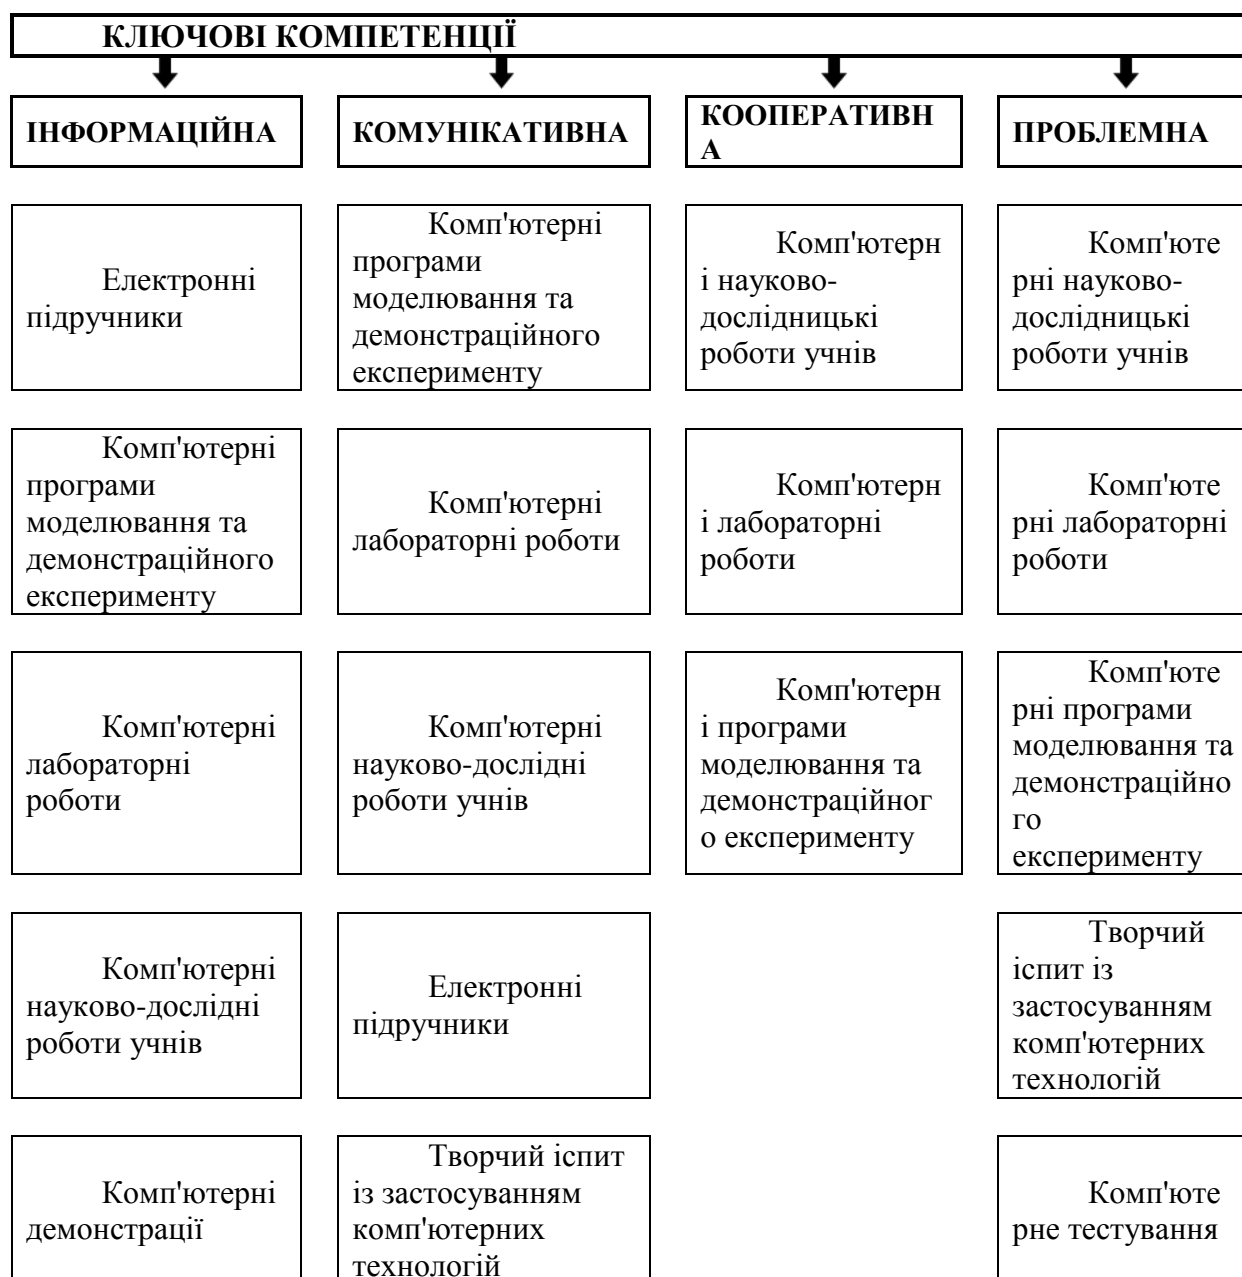 КЛЮЧОВІ КОМПЕТЕНЦІЇ
ІНФОРМАЦІЙНА
КОМУНІКАТИВНА
КООПЕРАТИВН
А
ПРОБЛЕМНА
Електронні
підручники
Комп'ютерні
програми
моделювання та
демонстраційного
експерименту
Комп'ютерн
і науково-
дослідницькі
роботи учнів
Комп'юте
рні науково-
дослідницькі
роботи учнів
Комп'ютерні
програми
моделювання та
демонстраційного
експерименту
Комп'ютерні
лабораторні роботи
Комп'ютерн
і лабораторні
роботи
Комп'юте
рні лабораторні
роботи
Комп'ютерні
лабораторні
роботи
Комп'ютерні
науково-дослідні
роботи учнів
Комп'ютерн
і програми
моделювання та
демонстраційног
о експерименту
Комп'юте
рні програми
моделювання та
демонстраційно
го
експерименту
Комп'ютерні
науково-дослідні
роботи учнів
Електронні
підручники
Творчий
іспит із
застосуванням
комп'ютерних
технологій
Комп'ютерні
демонстрації
Творчий іспит
із застосуванням
комп'ютерних
технологій
Комп'юте
рне тестування